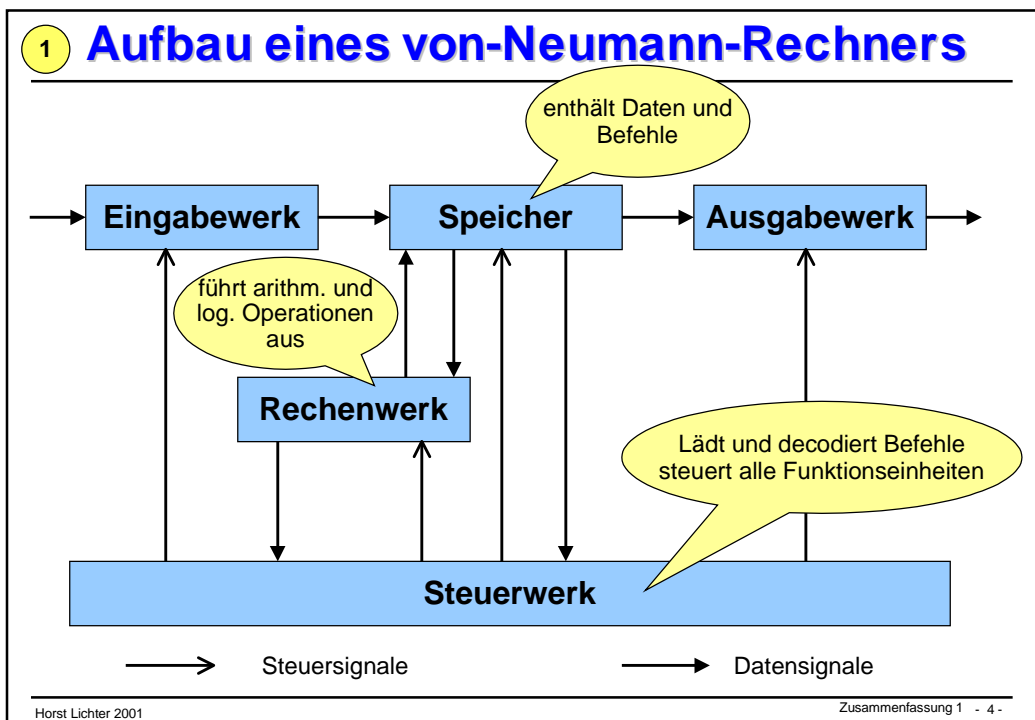 1 Aufbau eines von-Neumann-Rechners
enthält Daten und
Befehle
Eingabewerk
Speicher
Ausgabewerk
führt arithm. und
log. Operationen
aus
Rechenwerk
Lädt und decodiert Befehle
steuert alle Funktionseinheiten
Steuerwerk
Steuersignale
Datensignale
Horst Lichter 2001
Zusammenfassung 1 - 4 -